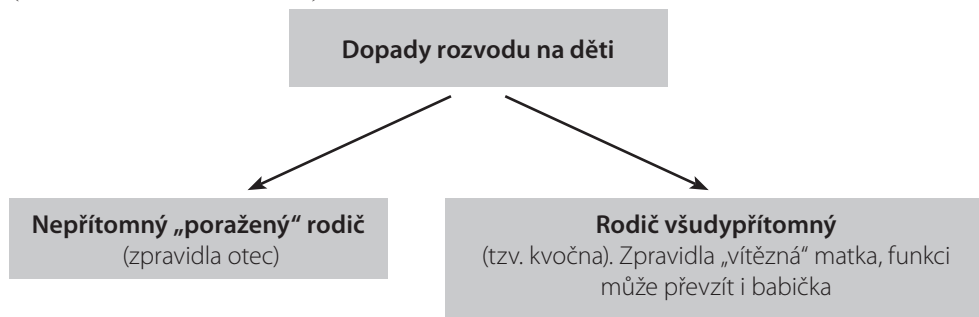 Dopady rozvodu na děti
Nepřítomný „poražený“ rodič
(zpravidla otec)
Rodič všudypřítomný
(tzv. kvočna). Zpravidla „vítězná“ matka, funkci
může převzít i babička